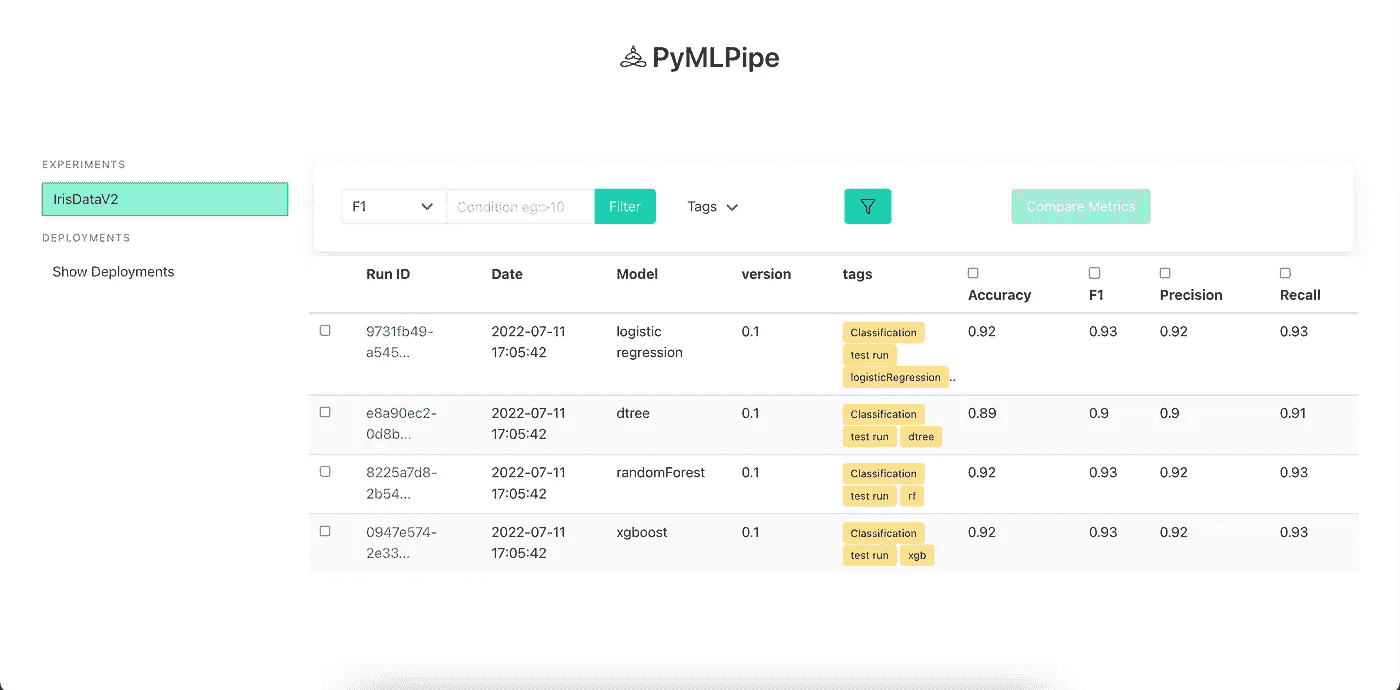 PyMLPipe
EXPERIMENTS
IrisDataV2
DEPLOYMENTS
Show Deployments
F1 Condition eg:>10 Filter Tags Compare Metrics
Run ID Date Model version tags Accuracy F1 Precision Recall
9731fb49- 2022-07-11 logistic 0.1 Classification 0.92 0.93 0.92 0.93
a545... 17:05:42 regression test run
logisticRegression ..
e8a90ec2- 2022-07-11 dtree 0.1 Classification 0.89 0.9 0.9 0.91
0d8b... 17:05:42 test run dtree
8225a7d8- 2022-07-11 randomForest 0.1 Classification 0.92 0.93 0.92 0.93
2b54... 17:05:42 test run rf
0947e574- 2022-07-11 xgboost 0.1 Classification 0.92 0.93 0.92 0.93
2e33... 17:05:42 test run xgb